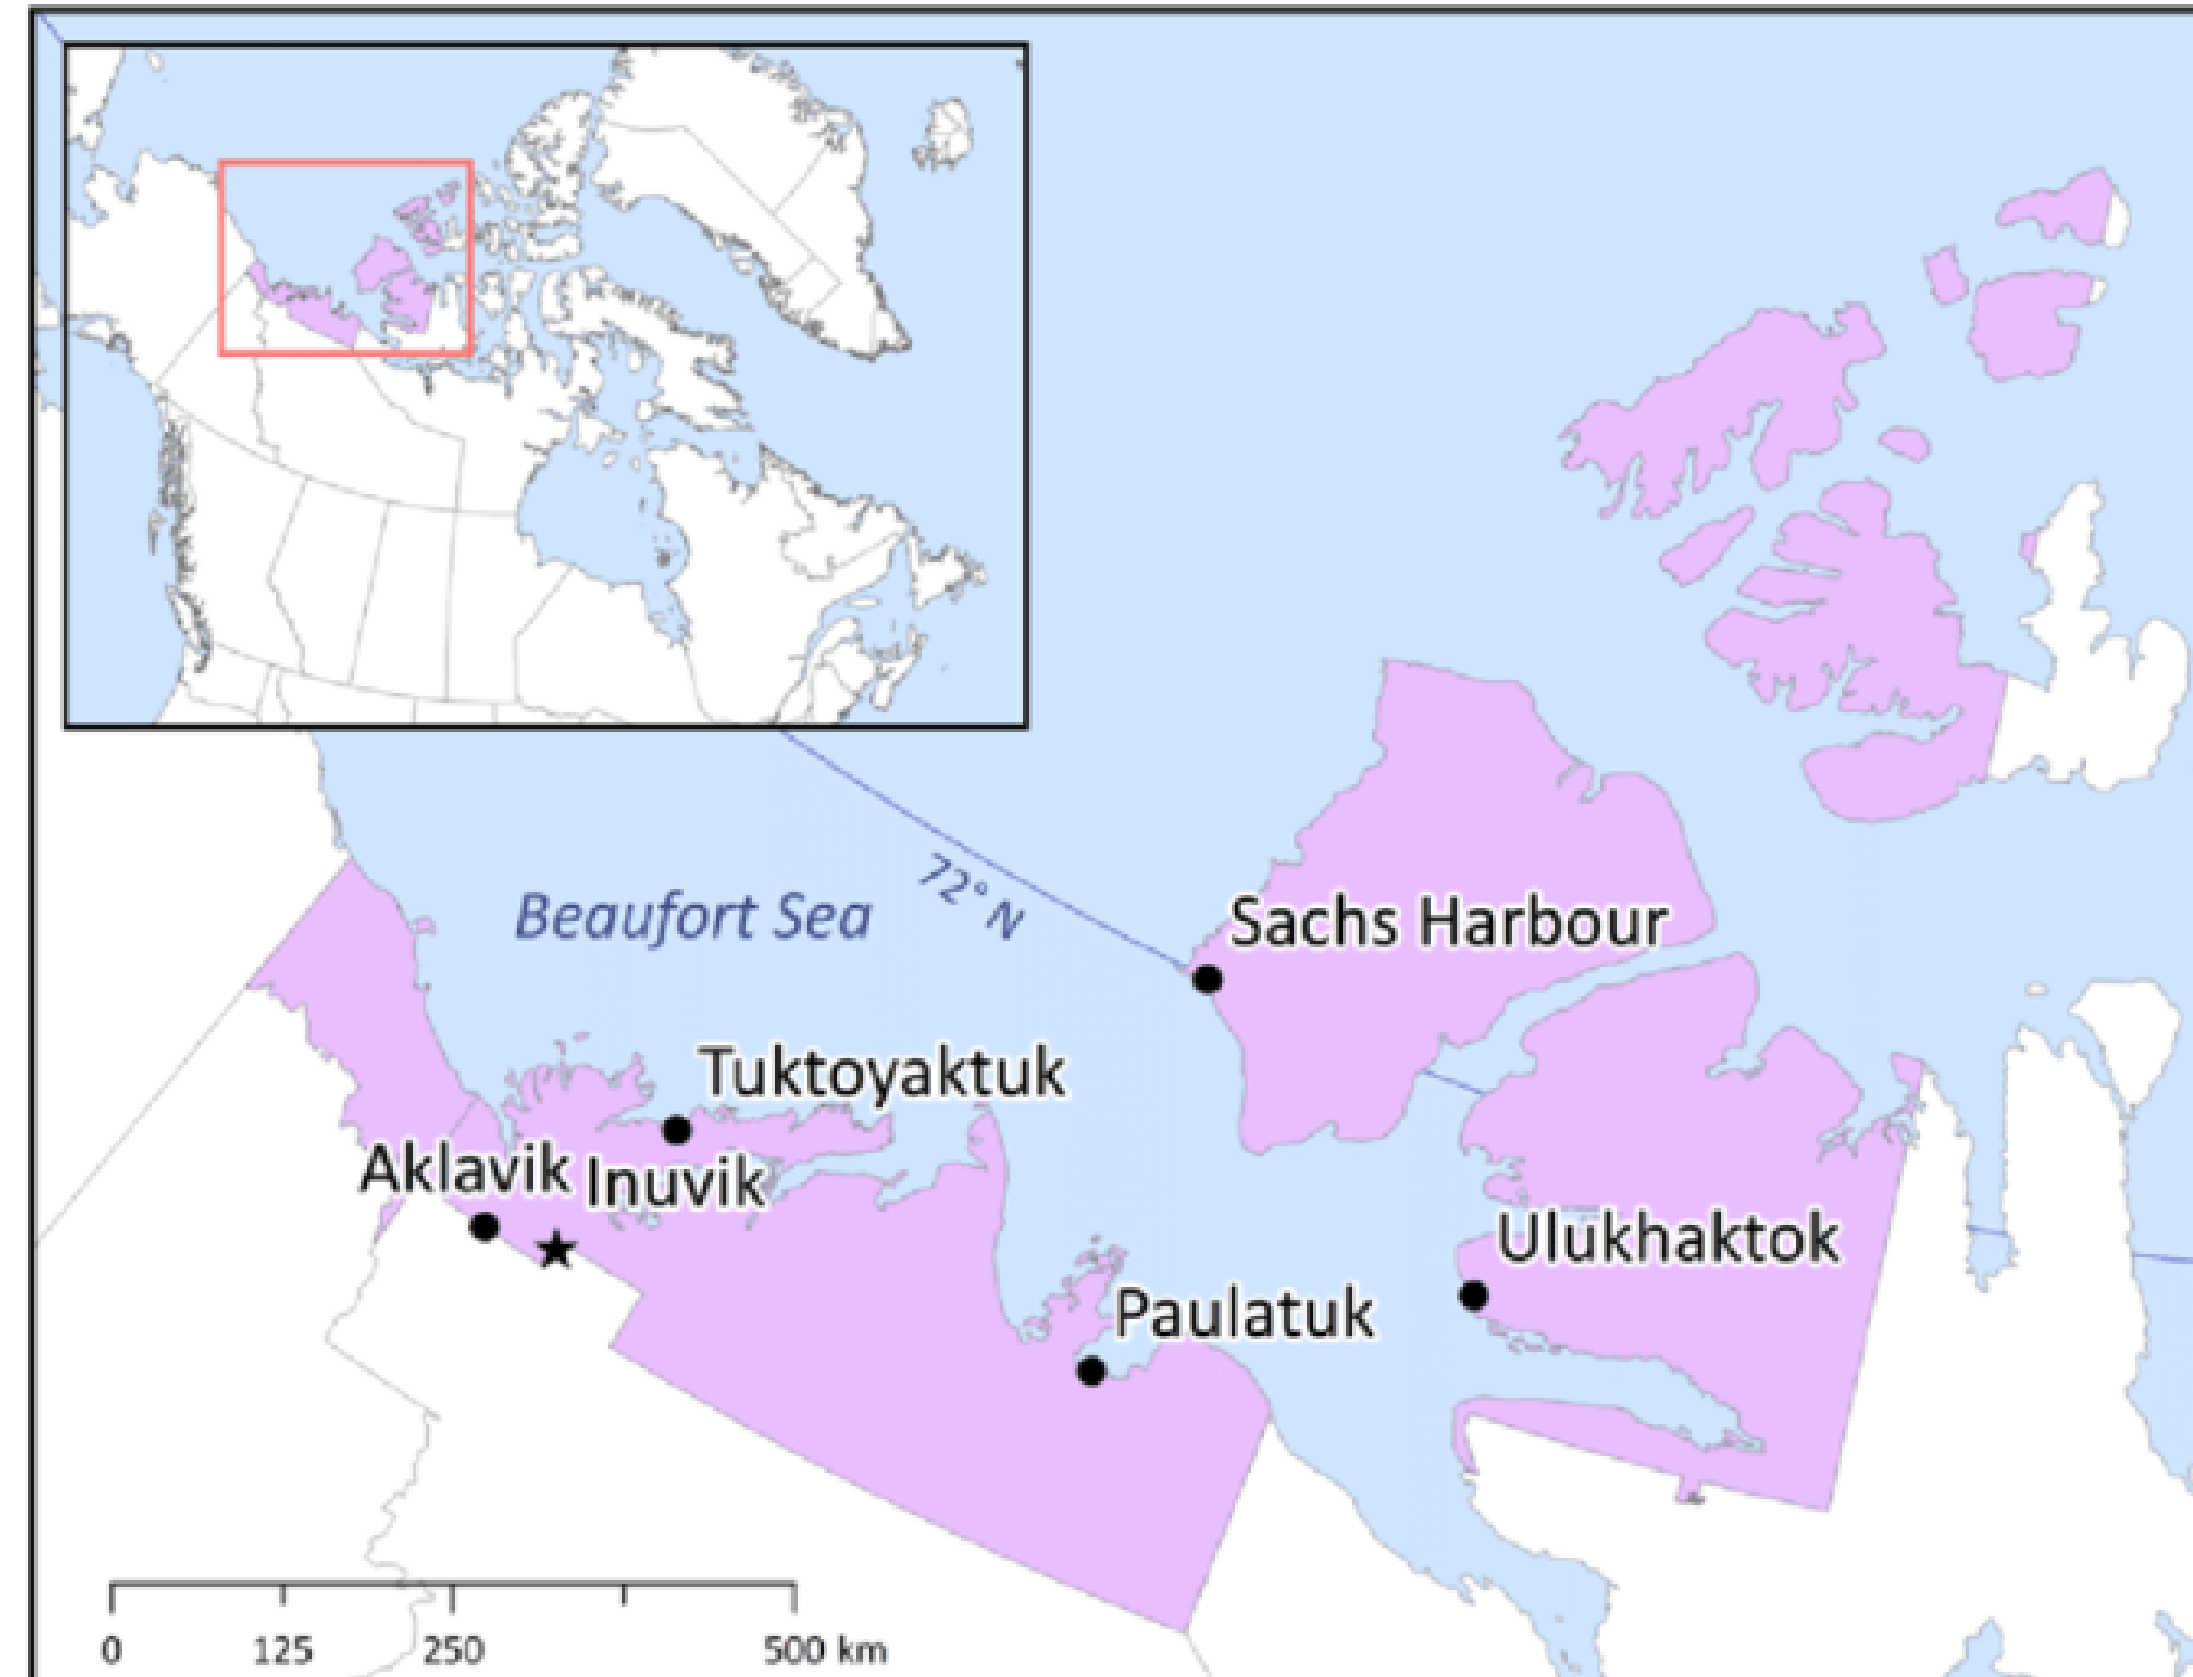 Beaufort Sea
72° N
Sachs Harbour
Tuktoyaktuk
Aklavik
Inuvik
Ulukhaktok
Paulatuk
0 125 250 500 km